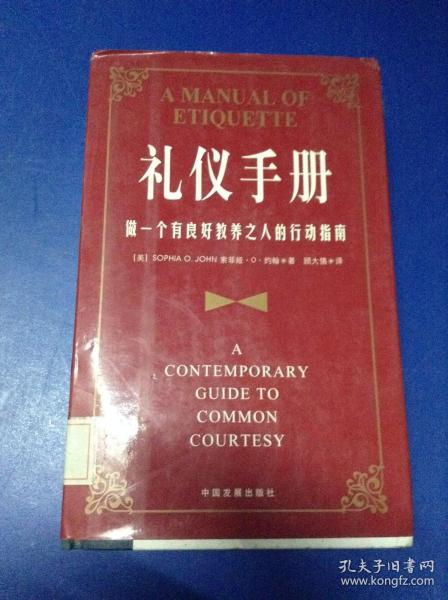 A MANUAL OF
ETIQUETTE
礼仪手册
做一个有良好教养之人的行动指南
[美] SOPHIA O. JOHN 索菲娅·O·约翰＊著 顾大僖＊译
A
CONTEMPORARY
GUIDE TO
COMMON
COURTESY
中国发展出版社
孔夫子旧书网
www.kongfz.com